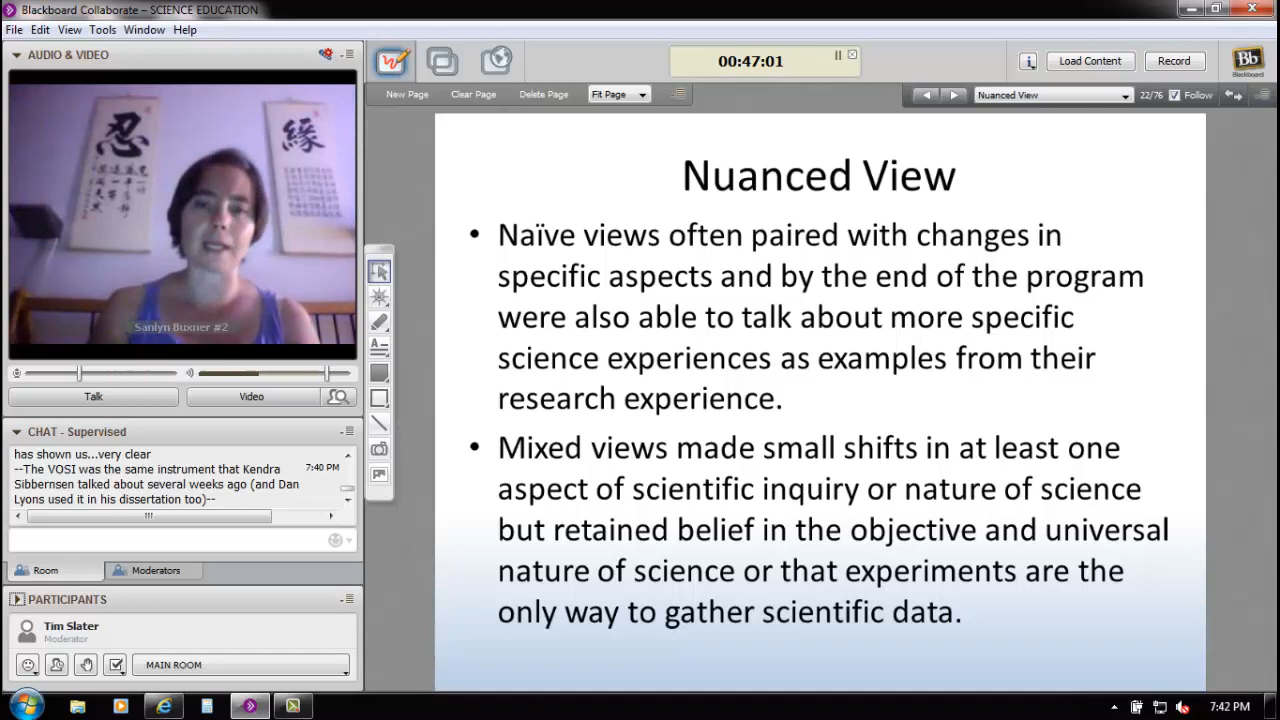 Blackboard Collaborate – SCIENCE EDUCATION
File Edit View Tools Window Help
AUDIO & VIDEO
忍
緣
Sanlyn Buxner #2
Talk
Video
CHAT - Supervised
has shown us...very clear
--The VOSI was the same instrument that Kendra 7:40 PM
Sibbernsen talked about several weeks ago (and Dan
Lyons used it in his dissertation too)--
Room
Moderators
PARTICIPANTS
Tim Slater
Moderator
MAIN ROOM
00:47:01
Load Content
Record
Bb
Blackboard
New Page Clear Page Delete Page Fit Page
Nuanced View 22/76 Follow
Nuanced View
• Naïve views often paired with changes in
specific aspects and by the end of the program
were also able to talk about more specific
science experiences as examples from their
research experience.
• Mixed views made small shifts in at least one
aspect of scientific inquiry or nature of science
but retained belief in the objective and universal
nature of science or that experiments are the
only way to gather scientific data.
7:42 PM